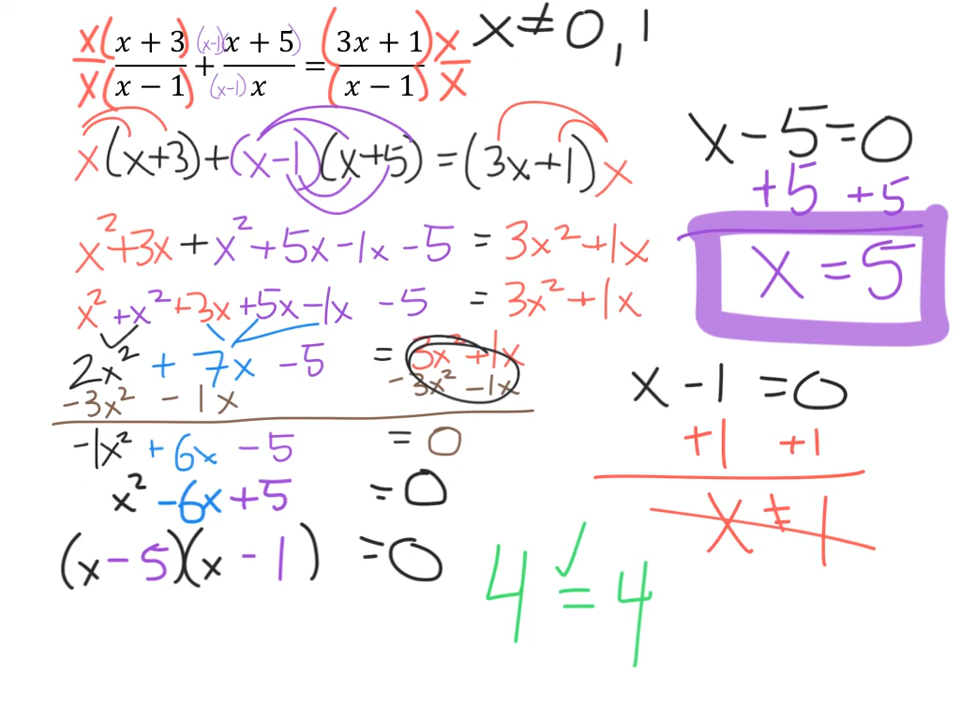 x/x (x + 3)/(x − 1) + (x-1)/(x-1) (x + 5)/x = (3x + 1)/(x − 1) x/x   x ≠ 0, 1
x(x+3)+(x-1)(x+5) = (3x+1)x
x²+3x+x²+5x-1x-5 = 3x²+1x
x²+x²+3x+5x-1x -5 = 3x²+1x
2x² + 7x -5 = 3x²+1x
-3x² -1x   -3x² -1x
-1x² + 6x -5 = 0
x² -6x+5 = 0
(x-5)(x-1) =0
x-5=0
+5 +5
x=5
x-1=0
+1 +1
x≠1
4=4 ✓